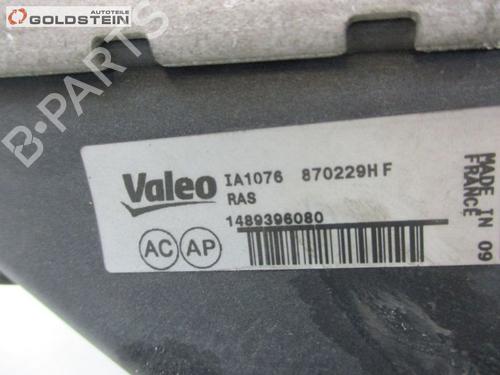 AUTOTEILE
GOLDSTEIN
B-PARTS
Valeo
IA1076 870229H F
RAS
1489396080
AC AP
MADE IN
FRANCE 09